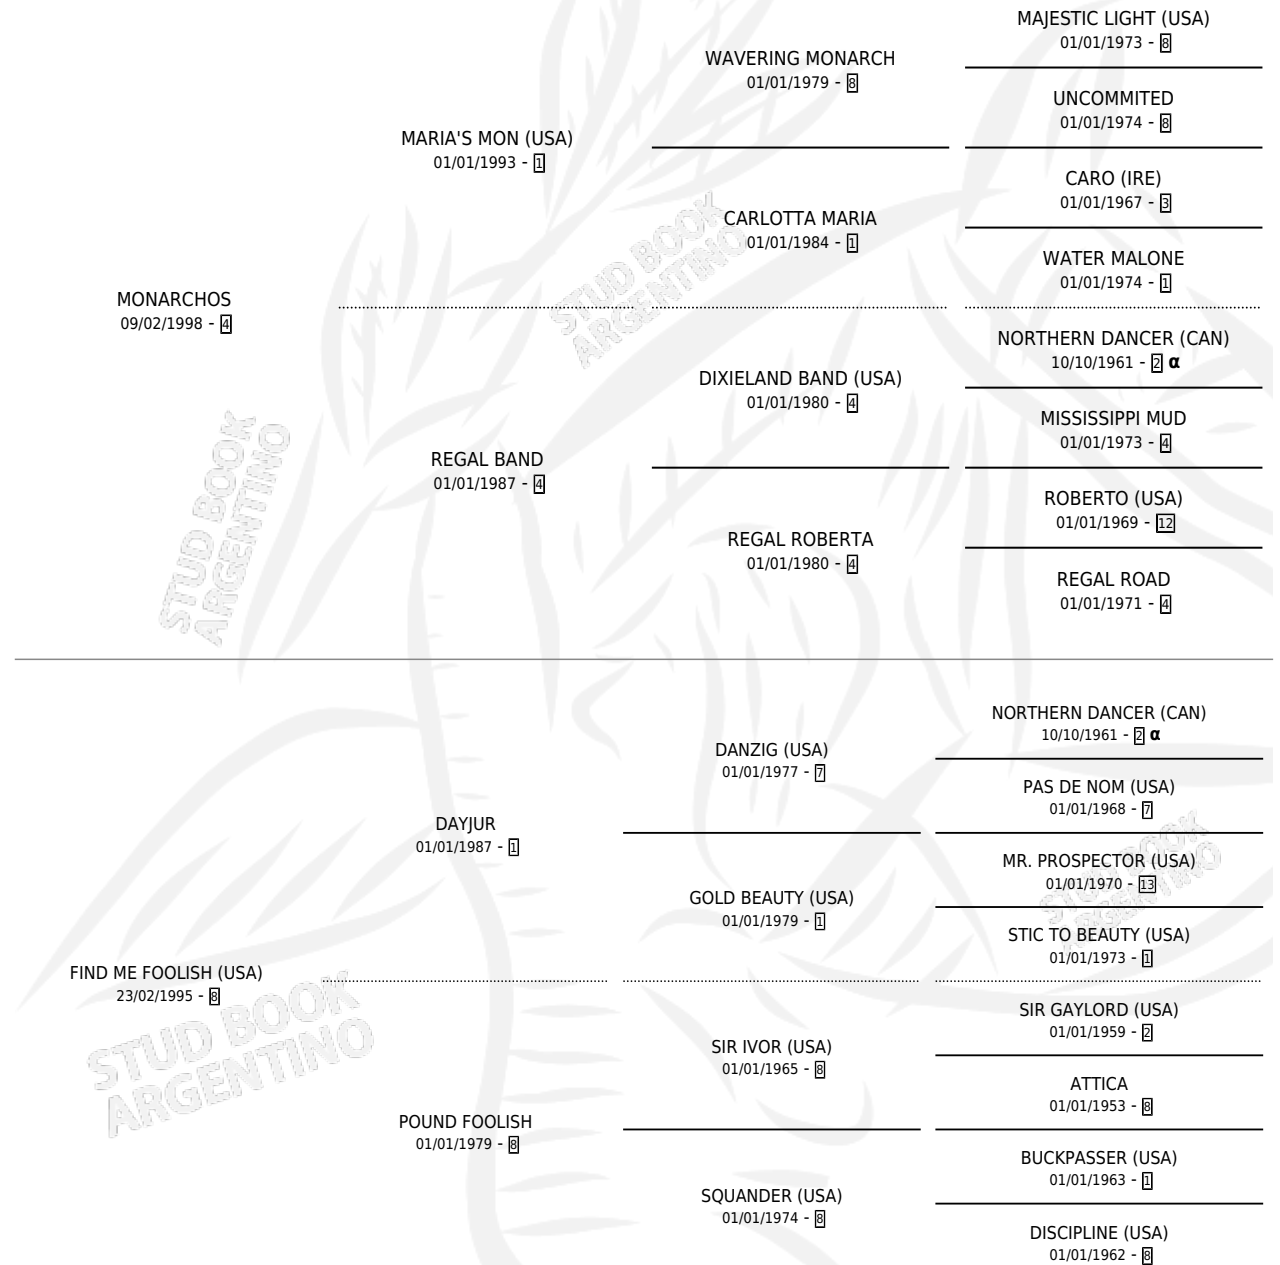 MAJESTIC LIGHT (USA)
01/01/1973 - 8
WAVERING MONARCH
01/01/1979 - 8
UNCOMMITED
01/01/1974 - 8
MARIA'S MON (USA)
01/01/1993 - 1
CARO (IRE)
01/01/1967 - 3
CARLOTTA MARIA
01/01/1984 - 1
WATER MALONE
01/01/1974 - 1
MONARCHOS
09/02/1998 - 4
NORTHERN DANCER (CAN)
10/10/1961 - 2 α
DIXIELAND BAND (USA)
01/01/1980 - 4
MISSISSIPPI MUD
01/01/1973 - 4
REGAL BAND
01/01/1987 - 4
ROBERTO (USA)
01/01/1969 - 12
REGAL ROBERTA
01/01/1980 - 4
REGAL ROAD
01/01/1971 - 4
STUD BOOK
ARGENTINO
STUD BOOK
ARGENTINO
NORTHERN DANCER (CAN)
10/10/1961 - 2 α
DANZIG (USA)
01/01/1977 - 7
PAS DE NOM (USA)
01/01/1968 - 7
DAYJUR
01/01/1987 - 1
MR. PROSPECTOR (USA)
01/01/1970 - 13
GOLD BEAUTY (USA)
01/01/1979 - 1
STIC TO BEAUTY (USA)
01/01/1973 - 1
FIND ME FOOLISH (USA)
23/02/1995 - 8
SIR GAYLORD (USA)
01/01/1959 - 2
SIR IVOR (USA)
01/01/1965 - 8
ATTICA
01/01/1953 - 8
POUND FOOLISH
01/01/1979 - 8
BUCKPASSER (USA)
01/01/1963 - 1
SQUANDER (USA)
01/01/1974 - 8
DISCIPLINE (USA)
01/01/1962 - 8
STUD BOOK
ARGENTINO
STUD BOOK
ARGENTINO